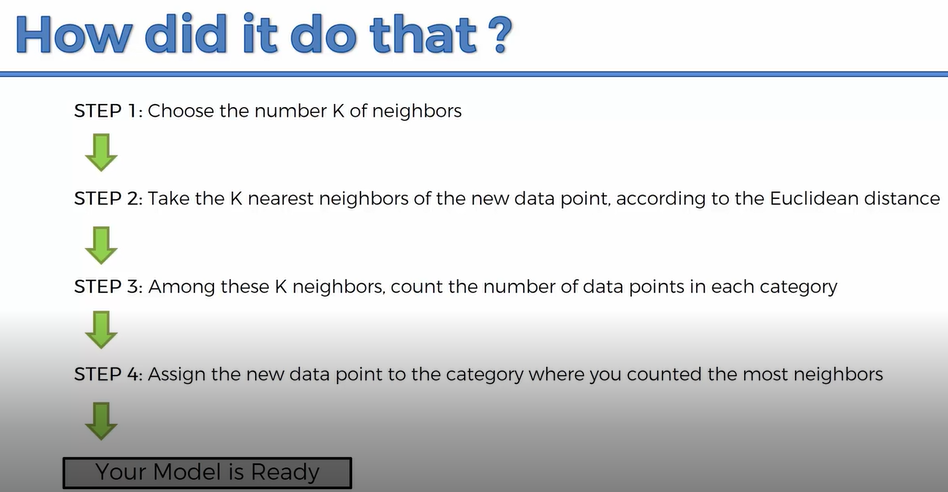 How did it do that ?
STEP 1: Choose the number K of neighbors
STEP 2: Take the K nearest neighbors of the new data point, according to the Euclidean distance
STEP 3: Among these K neighbors, count the number of data points in each category
STEP 4: Assign the new data point to the category where you counted the most neighbors
Your Model is Ready